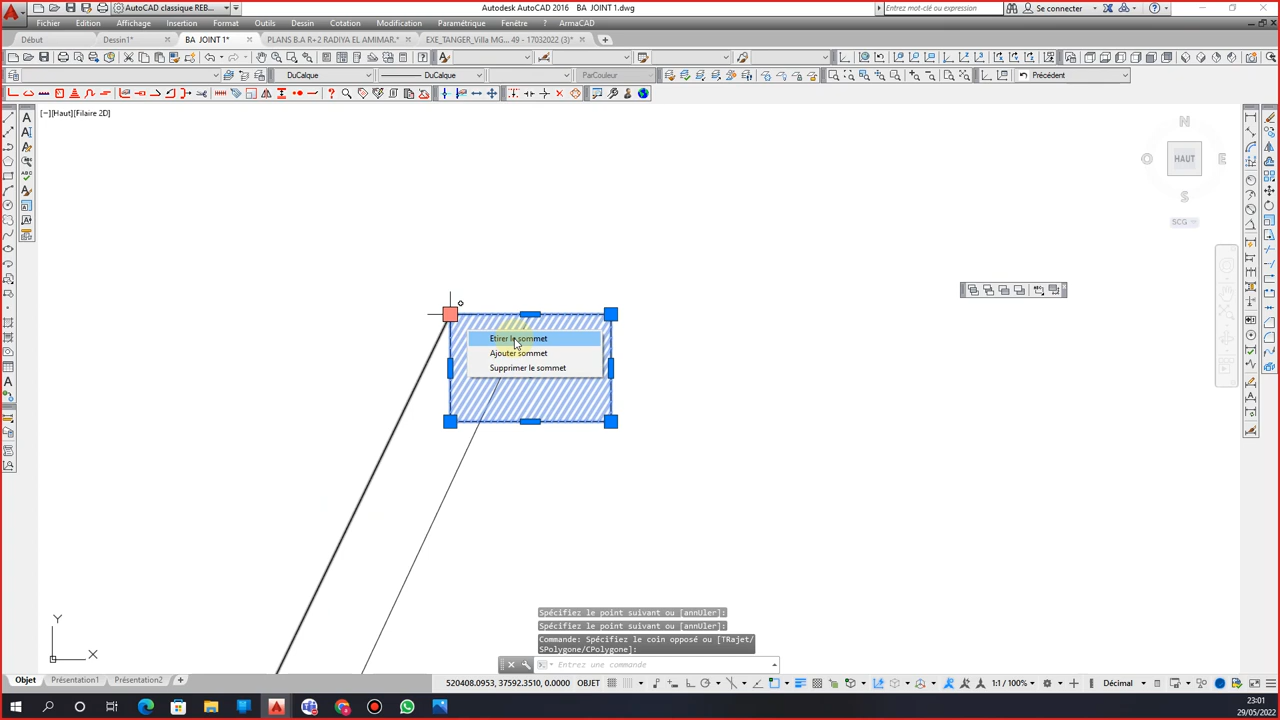 AutoCAD classique REB...
Autodesk AutoCAD 2016 BA JOINT 1.dwg
Entrez mot-clé ou expression
Se connecter
Fichier Edition Affichage Insertion Format Outils Dessin Cotation Modification Paramétrique Fenêtre ? ArmaCAD
Début Dessin1* BA JOINT 1* PLANS B.A R+2 RADIYA EL AMIMAR.* EXE_TANGER_Villa MG... 49 - 17032022 (3)*
DuCalque DuCalque ParCouleur Précédent
[−][Haut][Filaire 2D]
N
O HAUT E
S
SCG
Etirer le sommet
Ajouter sommet
Supprimer le sommet
Spécifiez le point suivant ou [annUler]:
Spécifiez le point suivant ou [annUler]:
Commande: Spécifiez le coin opposé ou [TRajet/
SPolygone/CPolygone]:
Y
X
Entrez une commande
Objet Présentation1 Présentation2
520408.0953, 37592.3510, 0.0000 OBJET 1:1 / 100% Décimal
23:01
29/05/2022